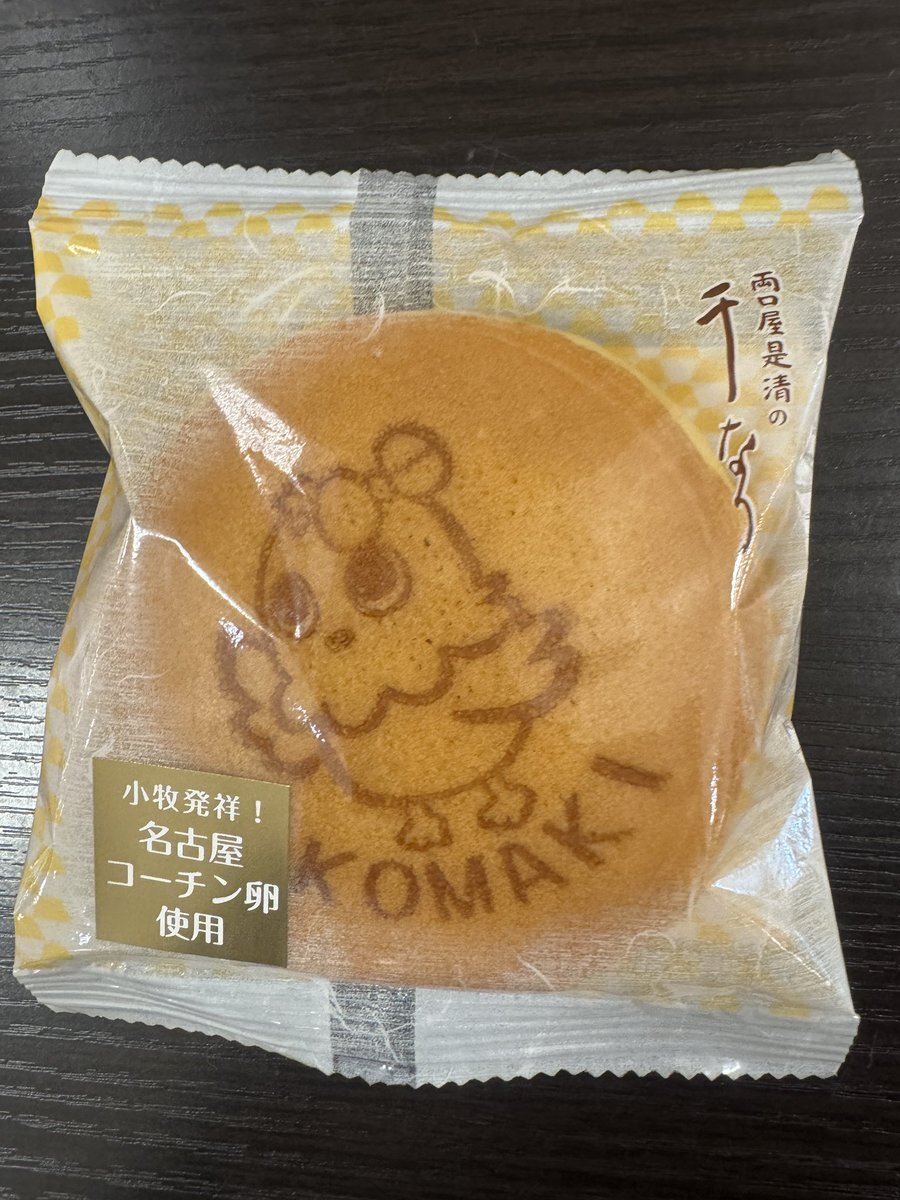 両口屋是清の
千なり
KOMAKI
小牧発祥！
名古屋
コーチン卵
使用